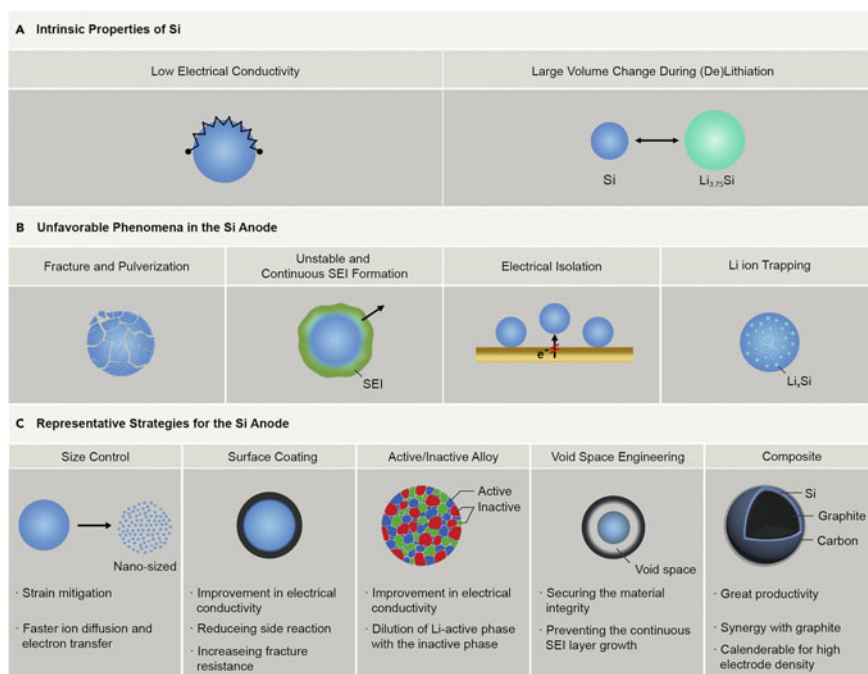 A Intrinsic Properties of Si
Low Electrical Conductivity
Large Volume Change During (De)Lithiation
Si
Li3.75Si
B Unfavorable Phenomena in the Si Anode
Fracture and Pulverization
Unstable and
Continuous SEI Formation
Electrical Isolation
Li ion Trapping
SEI
e-
LixSi
C Representative Strategies for the Si Anode
Size Control
Surface Coating
Active/Inactive Alloy
Void Space Engineering
Composite
Nano-sized
Active
Inactive
Void space
Si
Graphite
Carbon
· Strain mitigation
· Faster ion diffusion and
electron transfer
· Improvement in electrical
conductivity
· Reduceing side reaction
· Increaseing fracture
resistance
· Improvement in electrical
conductivity
· Dilution of Li-active phase
with the inactive phase
· Securing the material
integrity
· Preventing the continuous
SEI layer growth
· Great productivity
· Synergy with graphite
· Calenderable for high
electrode density